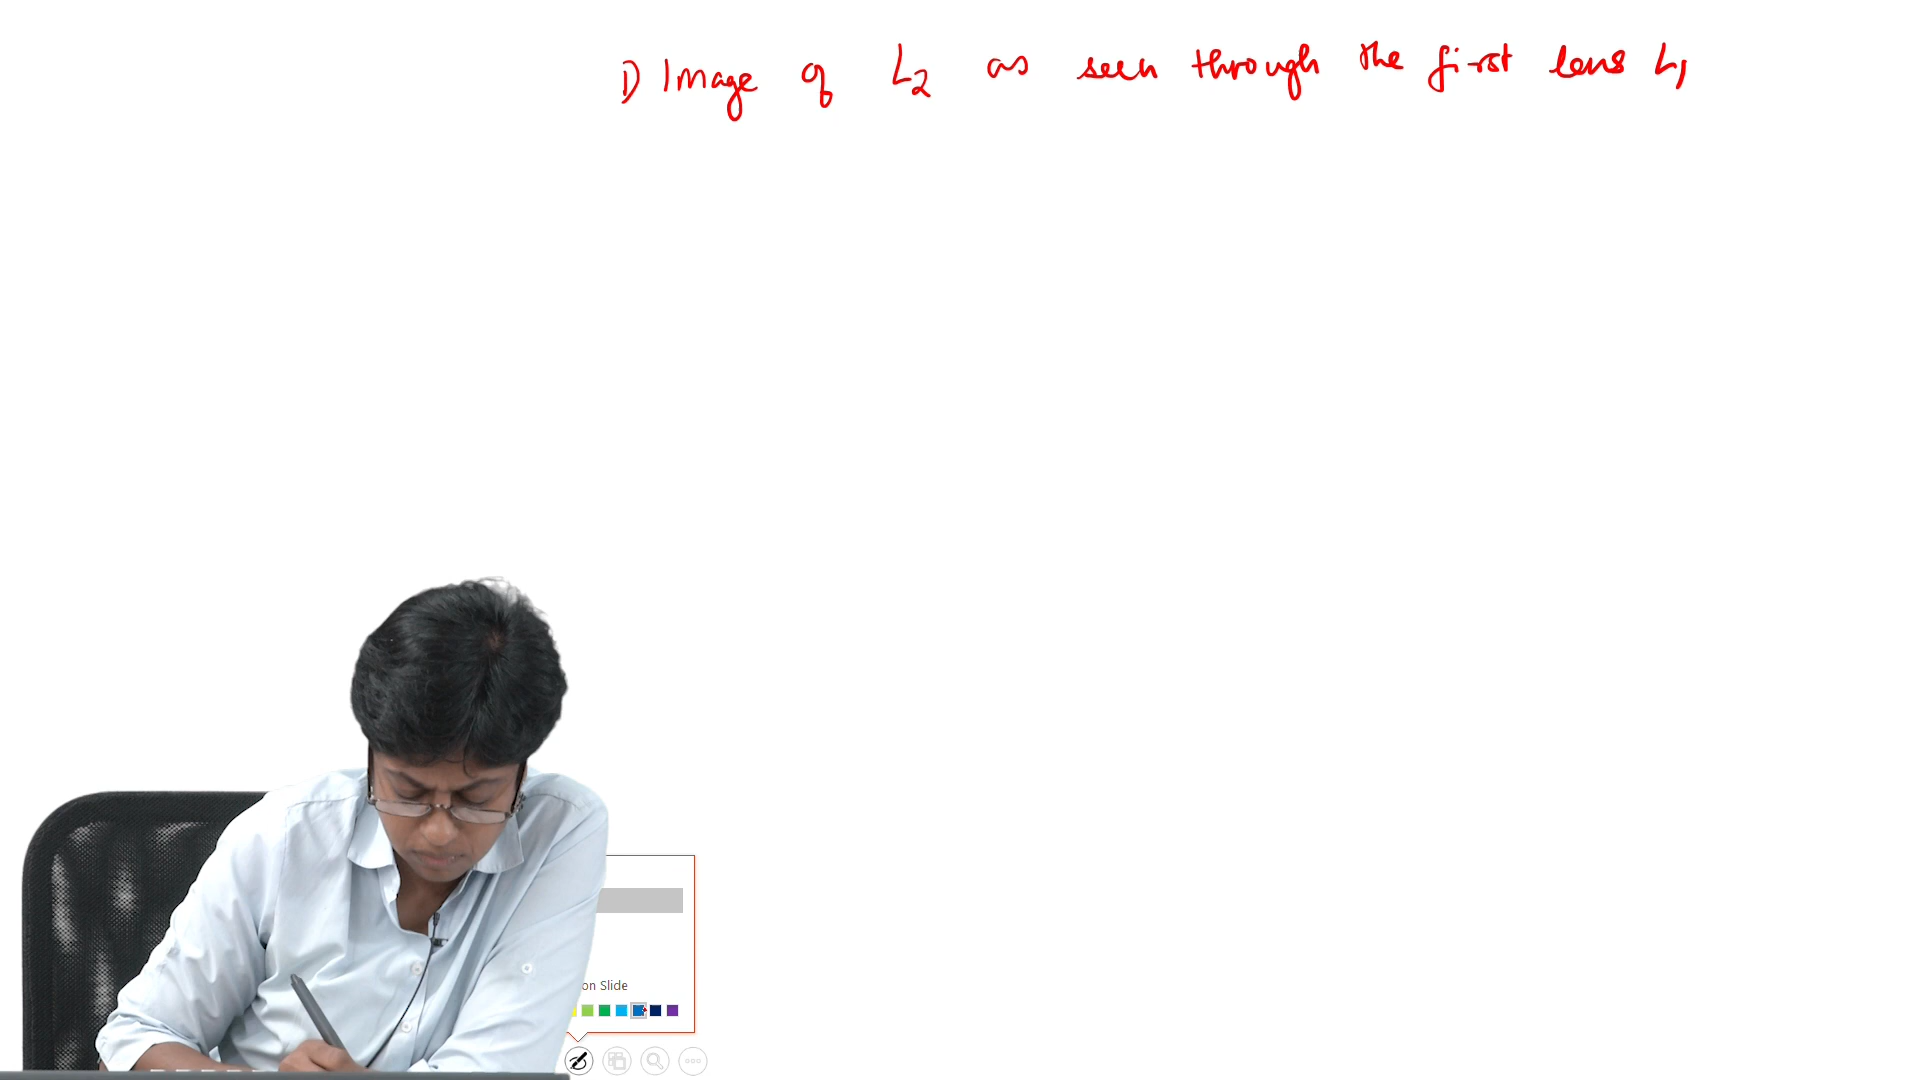 1) Image of L2 as seen through the first lens L1
on Slide